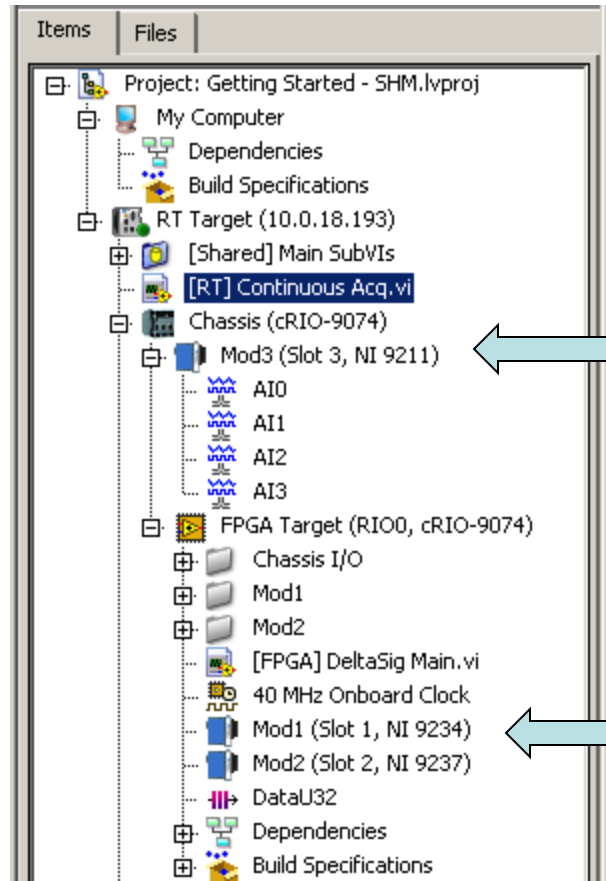 Items
Files
Project: Getting Started - SHM.lvproj
My Computer
Dependencies
Build Specifications
RT Target (10.0.18.193)
[Shared] Main SubVIs
[RT] Continuous Acq.vi
Chassis (cRIO-9074)
Mod3 (Slot 3, NI 9211)
AI0
AI1
AI2
AI3
FPGA Target (RIO0, cRIO-9074)
Chassis I/O
Mod1
Mod2
[FPGA] DeltaSig Main.vi
40 MHz Onboard Clock
Mod1 (Slot 1, NI 9234)
Mod2 (Slot 2, NI 9237)
DataU32
Dependencies
Build Specifications